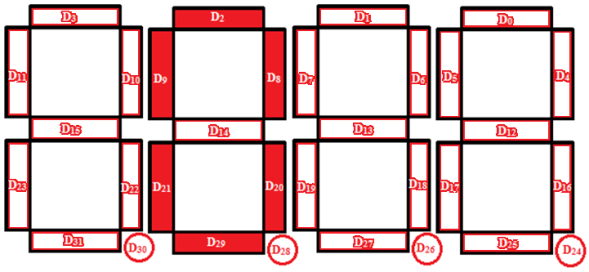 D3 D2 D1 D0
D11 D10 D9 D8 D7 D6 D5 D4
D15 D14 D13 D12
D23 D22 D21 D20 D19 D18 D17 D16
D31 D30 D29 D28 D27 D26 D25 D24